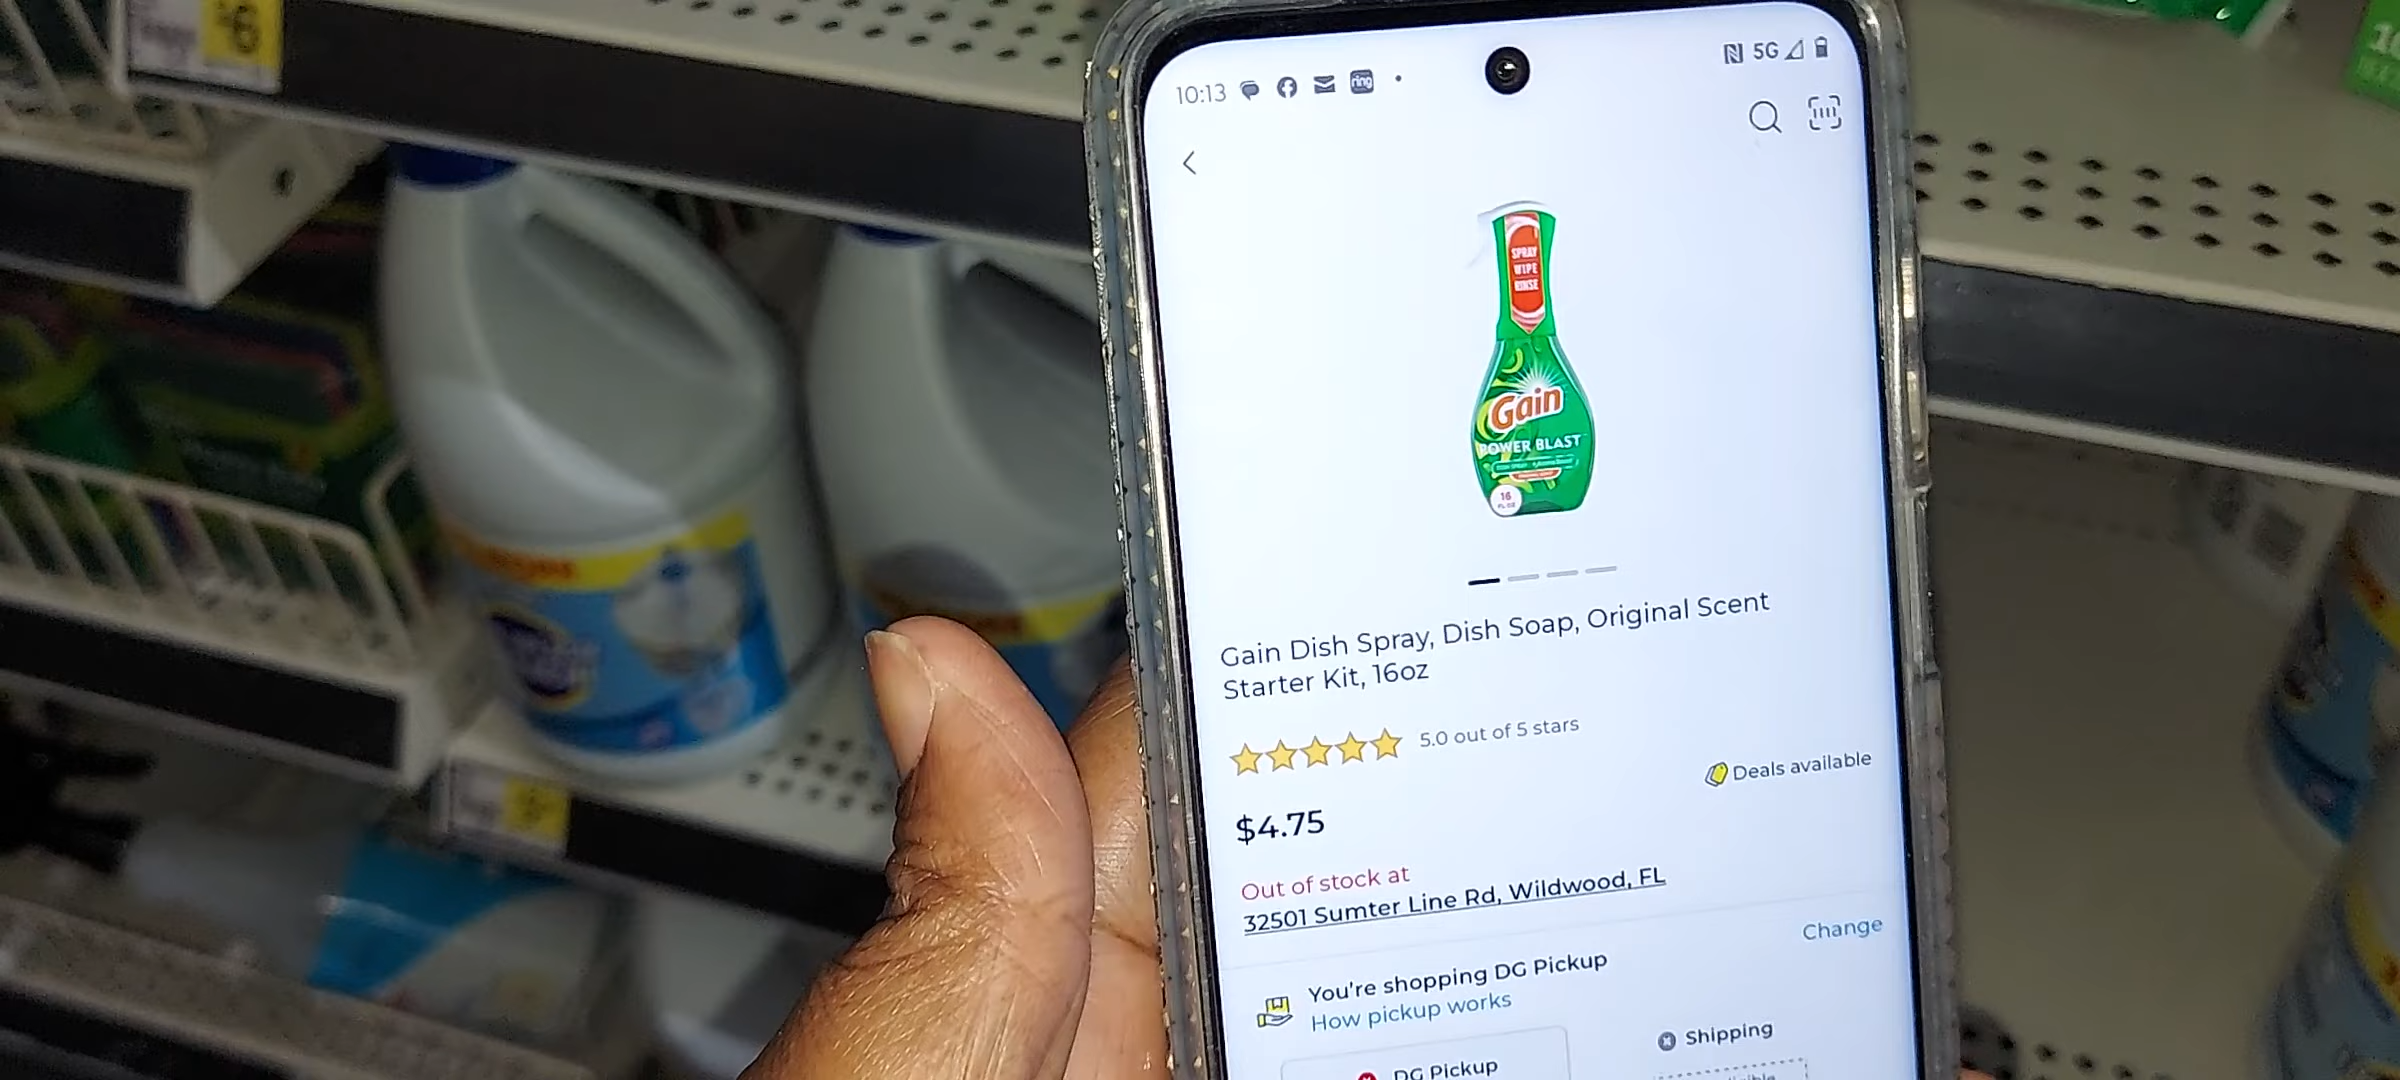 $6
10:13
ring
5G
SPRAY
WIPE
RINSE
Gain
POWER BLAST
16
FL OZ
Gain Dish Spray, Dish Soap, Original Scent
Starter Kit, 16oz
5.0 out of 5 stars
Deals available
$4.75
Out of stock at
32501 Sumter Line Rd, Wildwood, FL
Change
You're shopping DG Pickup
How pickup works
Shipping
DG Pickup